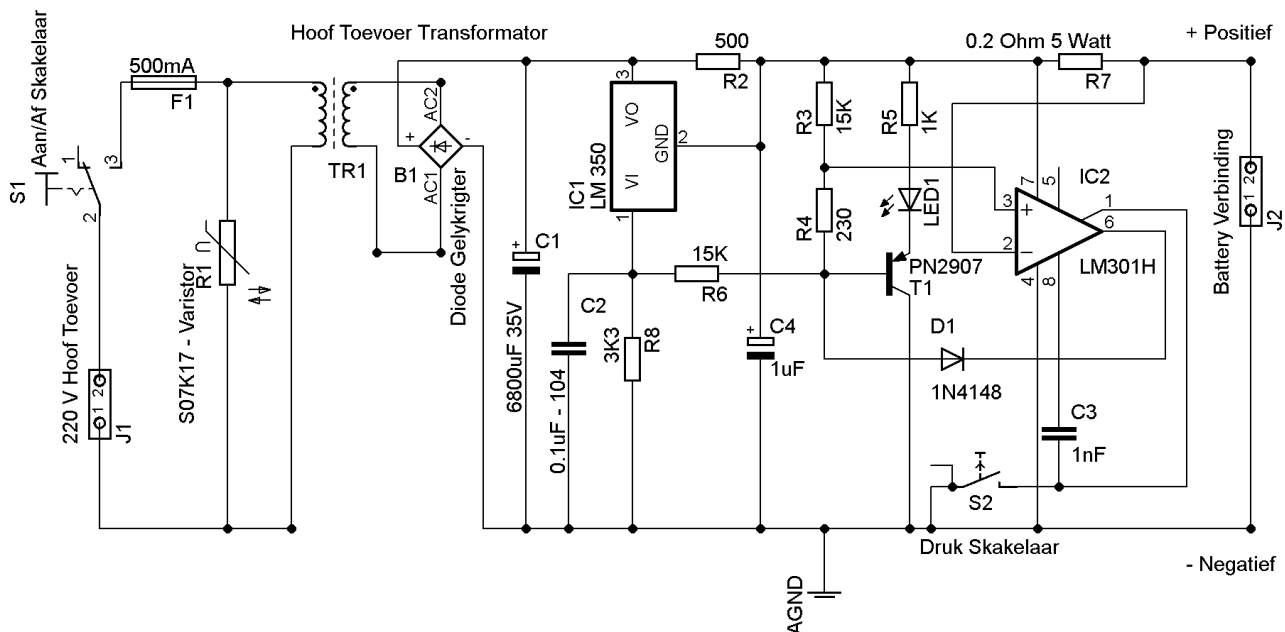 Hoof Toevoer Transformator
500
0.2 Ohm 5 Watt
+ Positief
500mA
F1
Aan/Af Skakelaar
S1
1
3
2
TR1
AC2
+
-
B1
AC1
Diode Gelykrigter
3
VO
GND
2
VI
1
IC1
LM 350
R2
R3
15K
R5
1K
R7
LED1
R4
230
7
5
IC2
3
+
2
-
1
6
4
8
LM301H
Battery Verbinding
1 2
J2
S07K17 - Varistor
R1
220 V Hoof Toevoer
1 2
J1
+
C1
6800uF 35V
C2
0.1uF - 104
15K
R6
3K3
R8
PN2907
T1
+
C4
1uF
D1
1N4148
C3
1nF
S2
Druk Skakelaar
- Negatief
AGND